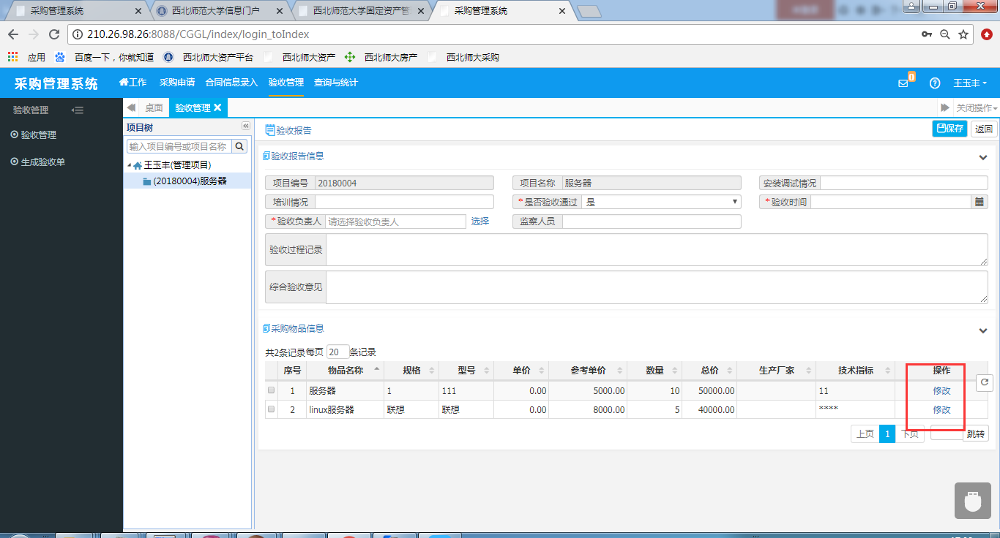 采购管理系统 西北师范大学信息门户 西北师范大学固定资产管 采购管理系统
210.26.98.26:8088/CGGL/index/login_toIndex
应用 百度一下，你就知道 西北师大资产平台 西北师大资产 西北师大房产 西北师大采购
采购管理系统 工作 采购申请 合同信息录入 验收管理 查询与统计 0 王玉丰
验收管理 桌面 验收管理 关闭操作
项目树 验收报告 保存 返回
验收管理
输入项目编号或项目名称
生成验收单
王玉丰(管理项目)
(20180004)服务器
验收报告信息
项目编号 20180004 项目名称 服务器 安装调试情况
培训情况 *是否验收通过 是 *验收时间
*验收负责人 请选择验收负责人 选择 监察人员
验收过程记录
综合验收意见
采购物品信息
共2条记录每页 20 条记录
序号 物品名称 规格 型号 单价 参考单价 数量 总价 生产厂家 技术指标 操作
1 服务器 1 111 0.00 5000.00 10 50000.00 11 修改
2 linux服务器 联想 联想 0.00 8000.00 5 40000.00 **** 修改
上页 1 下页 跳转